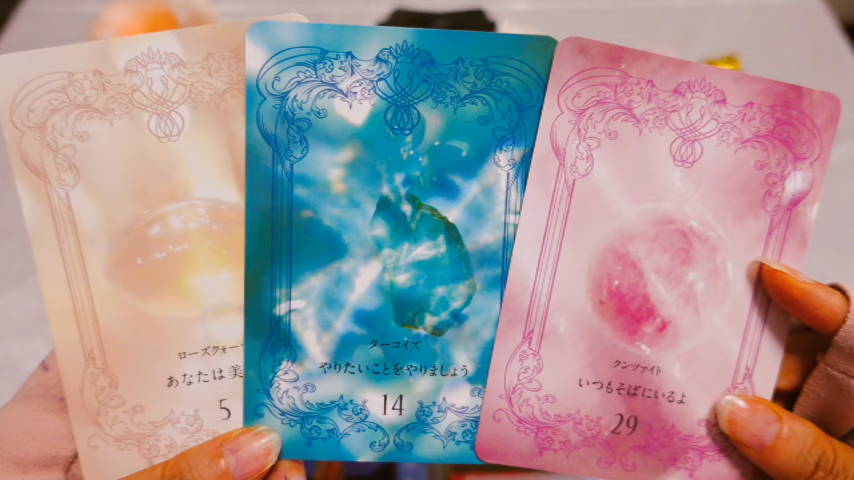 ローズクォー
あなたは美
5
ターコイズ
やりたいことをやりましょう
14
クンツァイト
いつもそばにいるよ
29